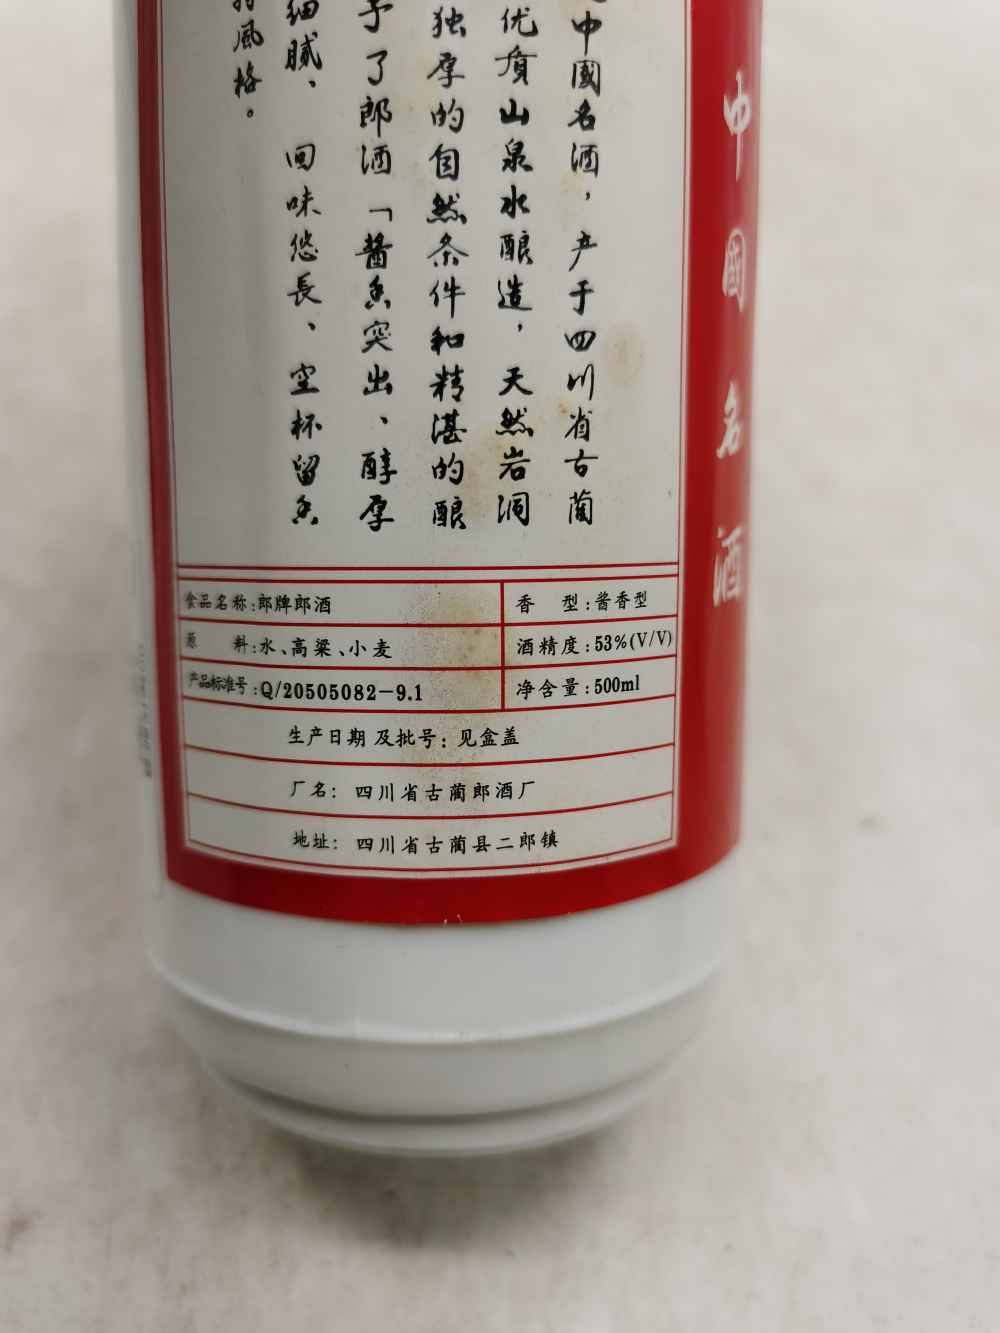 中國名酒，产于四川省古蔺
优质山泉水酿造，天然岩洞
独厚的自然条件和精湛的酿
予了郎酒「酱香突出、醇厚
细腻、回味悠長、空杯留香
風格。
中國名酒
食品名称:郎牌郎酒
香 型:酱香型
原 料:水、高粱、小麦
酒精度:53%(V/V)
产品标准号:Q/20505082-9.1
净含量:500ml
生产日期及批号:见盒盖
厂名: 四川省古蔺郎酒厂
地址: 四川省古蔺县二郎镇